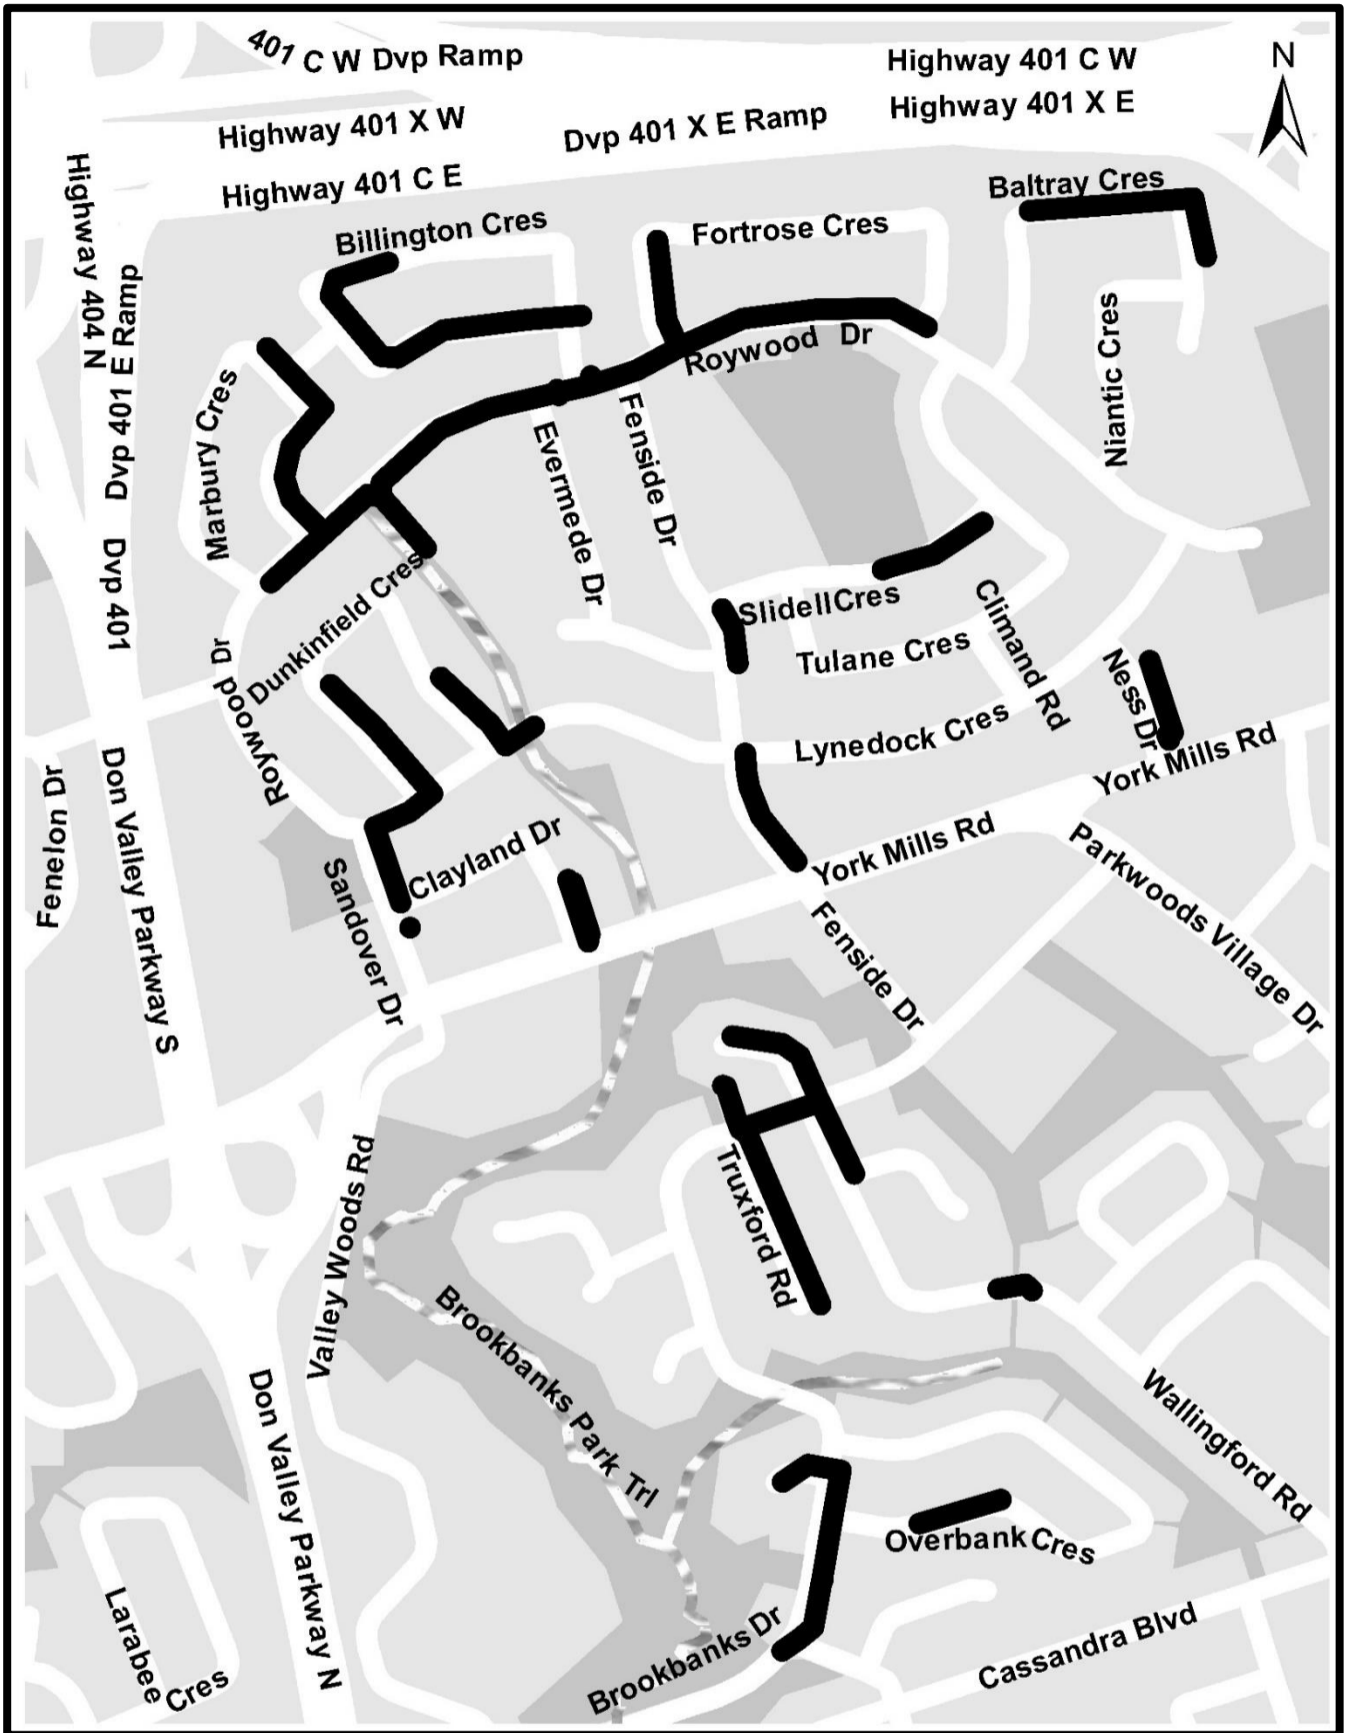 401 C W Dvp Ramp
Highway 401 C W
N
Highway 401 X W
Dvp 401 X E Ramp
Highway 401 X E
Highway 401 C E
Baltray Cres
Highway 404 N
Billington Cres
Fortrose Cres
Dvp 401 E Ramp
Roywood Dr
Niantic Cres
Marbury Cres
Evermede Dr
Fenside Dr
Dvp 401
Dunkinfield Cres
Slidell Cres
Climand Rd
Tulane Cres
Roywood Dr
Ness Dr
Lynedock Cres
York Mills Rd
Fenelon Dr
Don Valley Parkway S
Clayland Dr
York Mills Rd
Parkwoods Village Dr
Sandover Dr
Fenside Dr
Valley Woods Rd
Truxford Rd
Brookbanks Park Trl
Wallingford Rd
Don Valley Parkway N
Overbank Cres
Larabee Cres
Brookbanks Dr
Cassandra Blvd